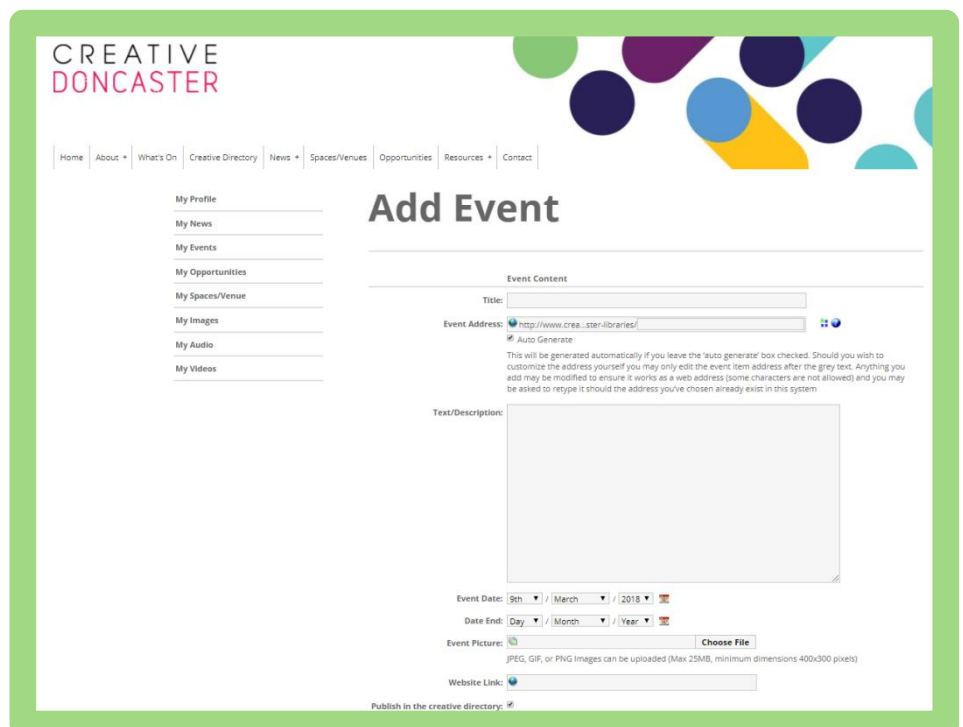 CREATIVE
DONCASTER
Home About + What's On Creative Directory News + Spaces/Venues Opportunities Resources + Contact
My Profile
My News
My Events
My Opportunities
My Spaces/Venue
My Images
My Audio
My Videos
Add Event
Event Content
Title:
Event Address: http://www.crea...ster-libraries/
Auto Generate
This will be generated automatically if you leave the 'auto generate' box checked. Should you wish to
customize the address yourself you may only edit the event item address after the grey text. Anything you
add may be modified to ensure it works as a web address (some characters are not allowed) and you may
be asked to retype it should the address you've chosen already exist in this system
Text/Description:
Event Date: 9th / March / 2018
Date End: Day / Month / Year
Event Picture: Choose File
JPEG, GIF, or PNG Images can be uploaded (Max 25MB, minimum dimensions 400x300 pixels)
Website Link:
Publish in the creative directory: